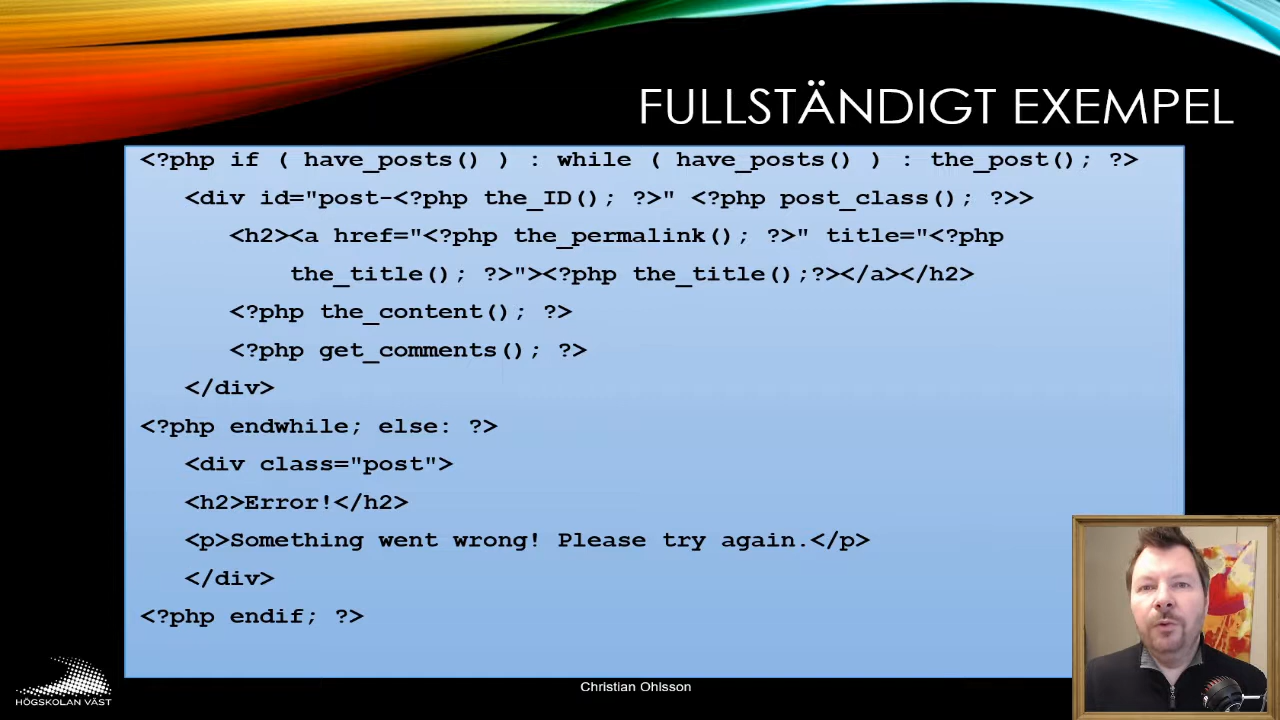 FULLSTÄNDIGT EXEMPEL
<?php if ( have_posts() ) : while ( have_posts() ) : the_post(); ?>
<div id="post-<?php the_ID(); ?>" <?php post_class(); ?>>
<h2><a href="<?php the_permalink(); ?>" title="<?php
the_title(); ?>"><?php the_title();?></a></h2>
<?php the_content(); ?>
<?php get_comments(); ?>
</div>
<?php endwhile; else: ?>
<div class="post">
<h2>Error!</h2>
<p>Something went wrong! Please try again.</p>
</div>
<?php endif; ?>
Christian Ohlsson
HÖGSKOLAN VÄST